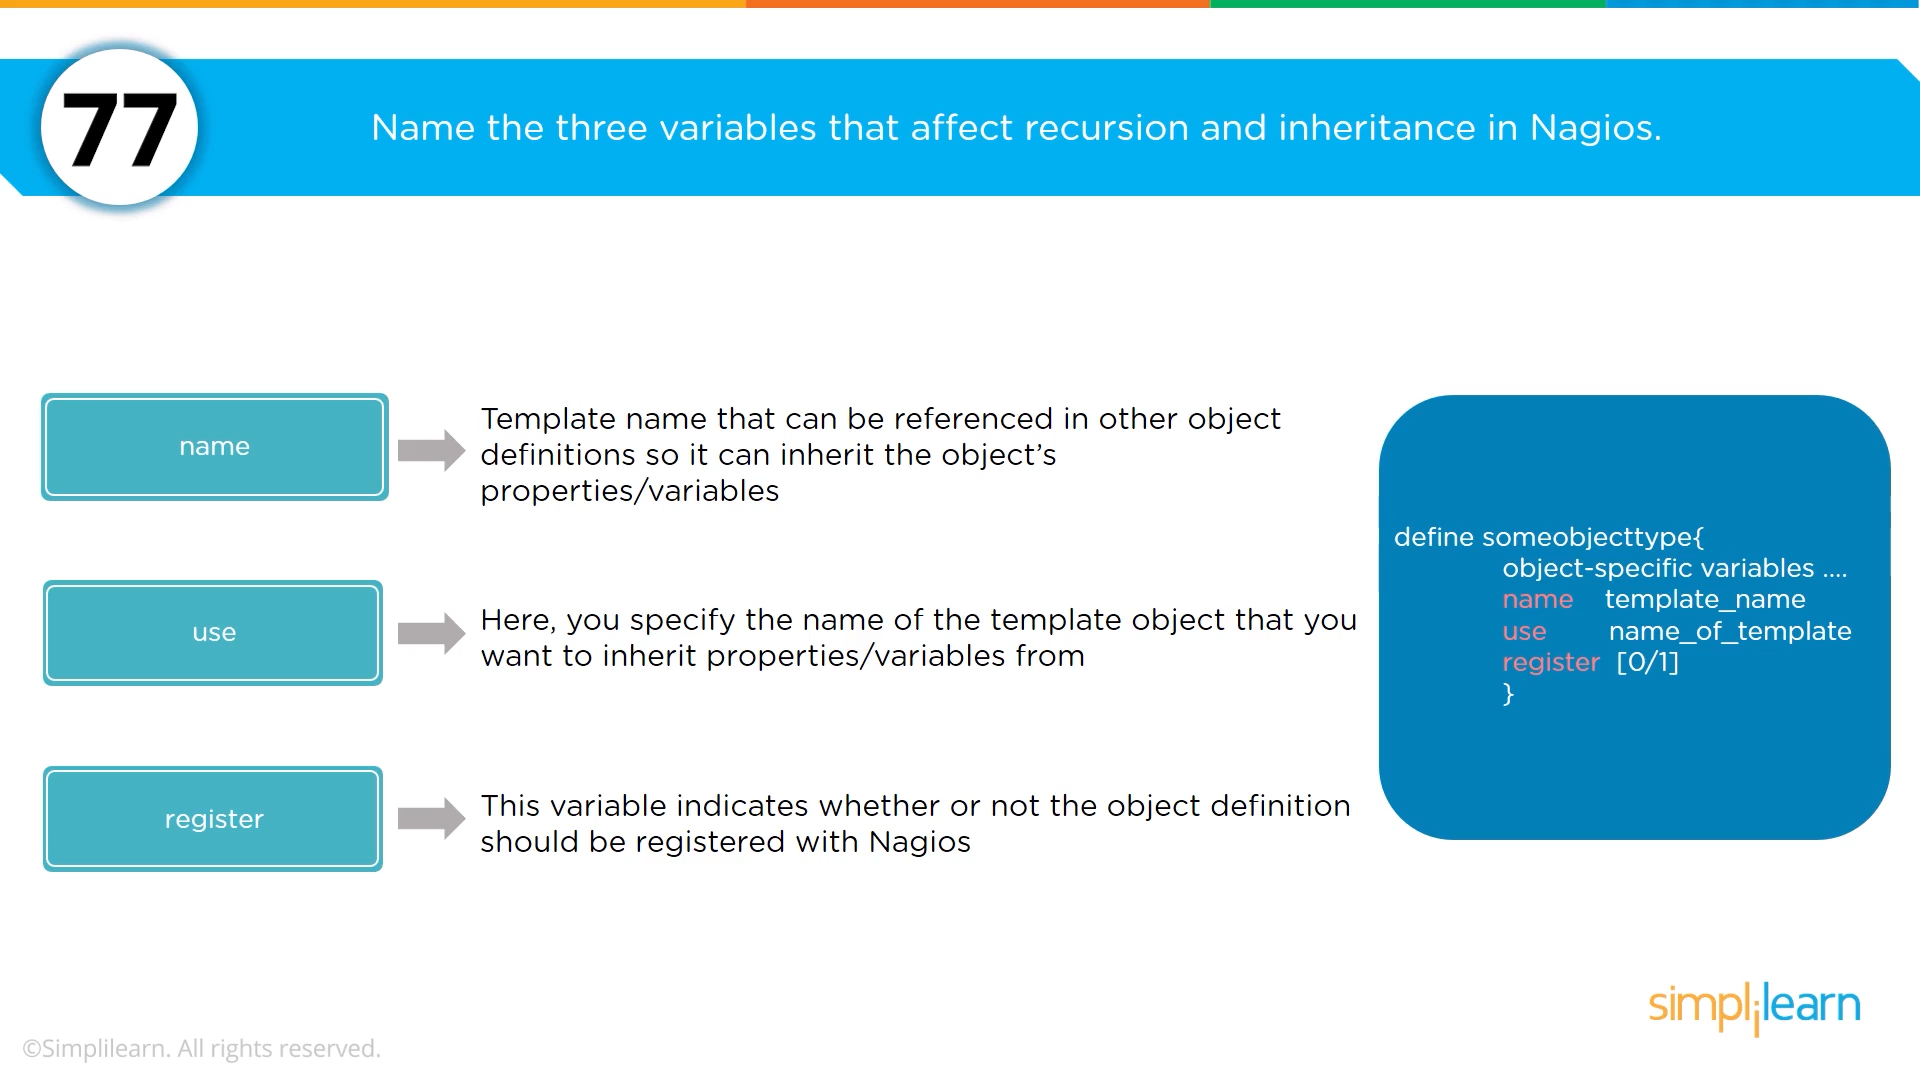 77
Name the three variables that affect recursion and inheritance in Nagios.
name
Template name that can be referenced in other object
definitions so it can inherit the object’s
properties/variables
use
Here, you specify the name of the template object that you
want to inherit properties/variables from
register
This variable indicates whether or not the object definition
should be registered with Nagios
define someobjecttype{
object-specific variables ....
name template_name
use name_of_template
register [0/1]
}
simplilearn
©Simplilearn. All rights reserved.